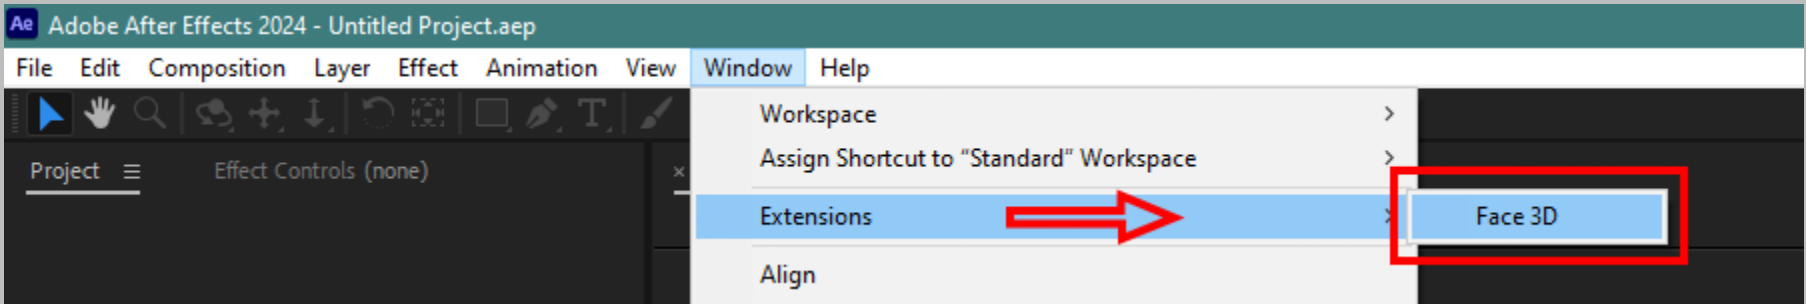 Ae Adobe After Effects 2024 - Untitled Project.aep
File Edit Composition Layer Effect Animation View Window Help
T
Workspace
Assign Shortcut to “Standard” Workspace
Project Effect Controls (none)
Extensions
Face 3D
Align